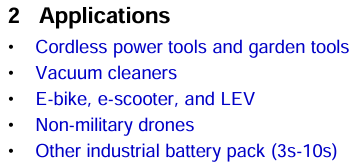 2 Applications
• Cordless power tools and garden tools
• Vacuum cleaners
• E-bike, e-scooter, and LEV
• Non-military drones
• Other industrial battery pack (3s-10s)